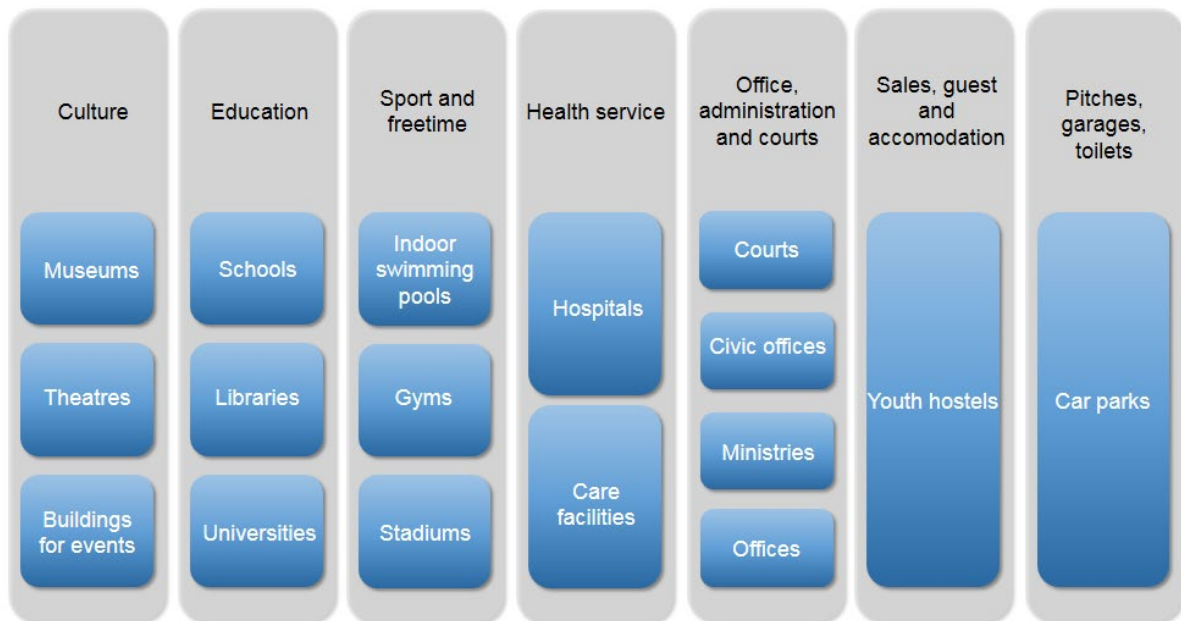 Culture
Museums
Theatres
Buildings
for events
Education
Schools
Libraries
Universities
Sport and
freetime
Indoor
swimming
pools
Gyms
Stadiums
Health service
Hospitals
Care
facilities
Office,
administration
and courts
Courts
Civic offices
Ministries
Offices
Sales, guest
and
accomodation
Youth hostels
Pitches,
garages,
toilets
Car parks